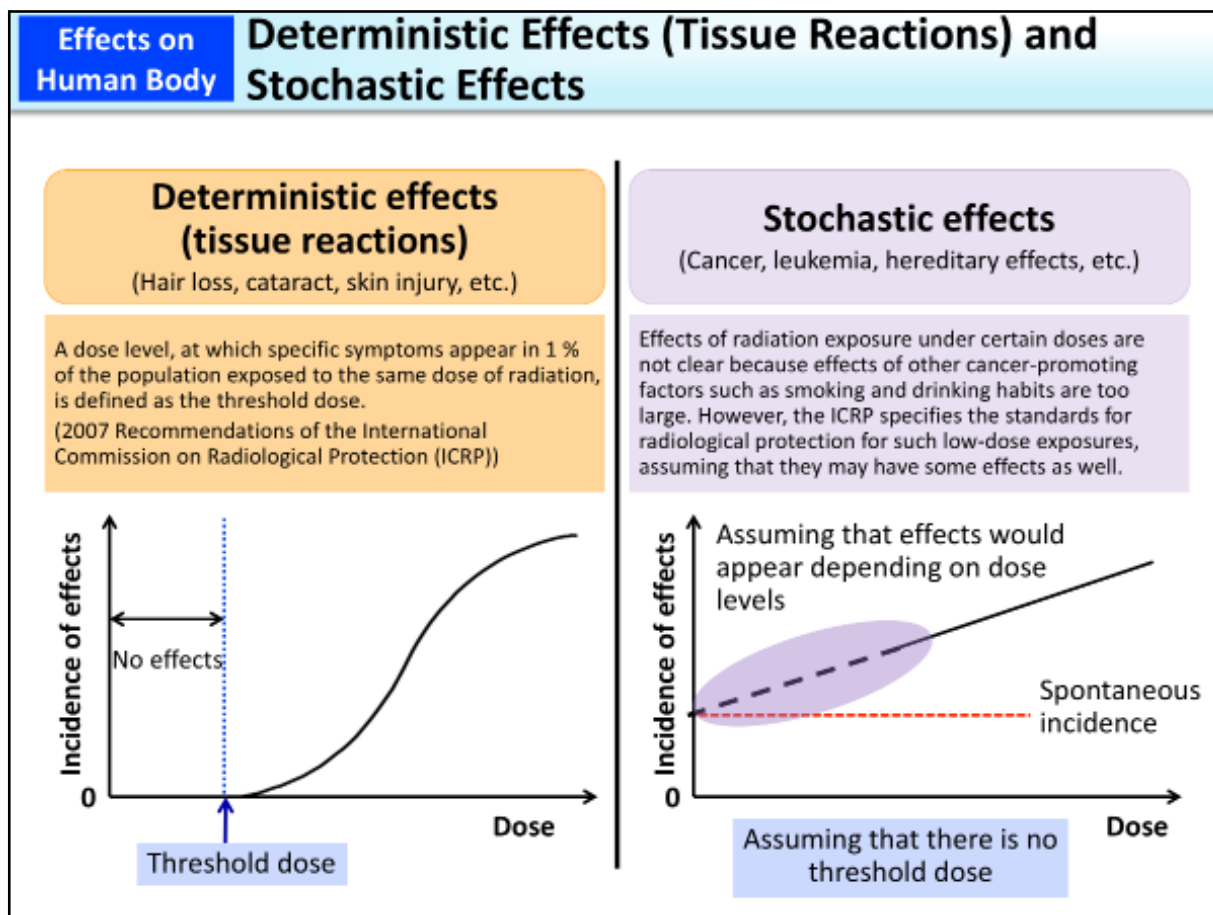 Effects on
Human Body
Deterministic Effects (Tissue Reactions) and
Stochastic Effects
Deterministic effects
(tissue reactions)
(Hair loss, cataract, skin injury, etc.)
A dose level, at which specific symptoms appear in 1 %
of the population exposed to the same dose of radiation,
is defined as the threshold dose.
(2007 Recommendations of the International
Commission on Radiological Protection (ICRP))
Incidence of effects
No effects
0
Dose
Threshold dose
Stochastic effects
(Cancer, leukemia, hereditary effects, etc.)
Effects of radiation exposure under certain doses are
not clear because effects of other cancer-promoting
factors such as smoking and drinking habits are too
large. However, the ICRP specifies the standards for
radiological protection for such low-dose exposures,
assuming that they may have some effects as well.
Incidence of effects
Assuming that effects would
appear depending on dose
levels
Spontaneous
incidence
0
Dose
Assuming that there is no
threshold dose